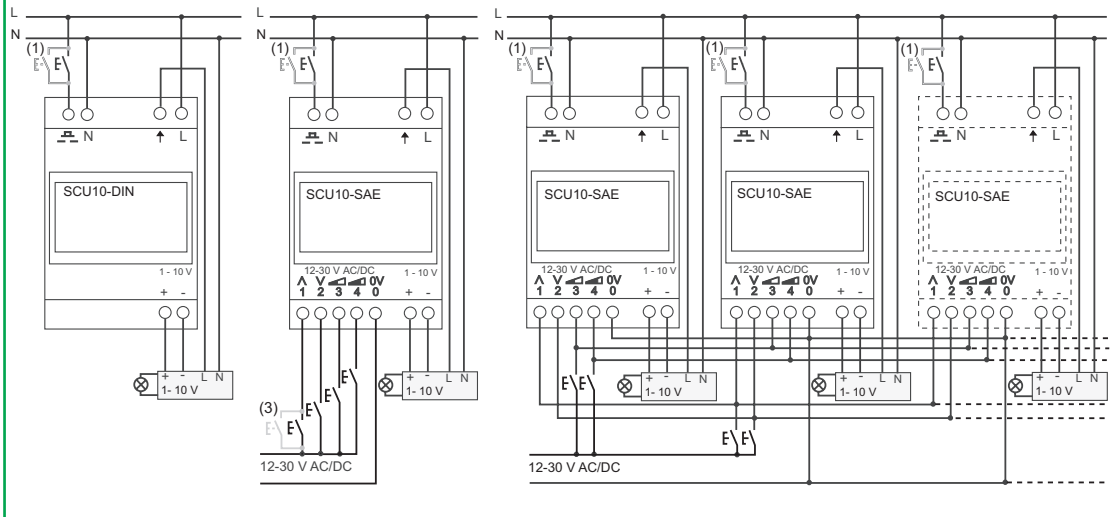 L
N
(1)
N
L
SCU10-DIN
1 - 10 V
+ -
+ - L N
1- 10 V
(1)
N
L
SCU10-SAE
12-30 V AC/DC
1 - 10 V
0V
1 2 3 4 0
+ -
+ - L N
1- 10 V
(3)
12-30 V AC/DC
L
N
(1)
N
L
SCU10-SAE
12-30 V AC/DC
1 - 10 V
0V
1 2 3 4 0
+ -
+ - L N
1- 10 V
(1)
N
L
SCU10-SAE
12-30 V AC/DC
1 - 10 V
0V
1 2 3 4 0
+ -
+ - L N
1- 10 V
(1)
N
L
SCU10-SAE
12-30 V AC/DC
1 - 10 V
0V
1 2 3 4 0
+ -
+ - L N
1- 10 V
12-30 V AC/DC